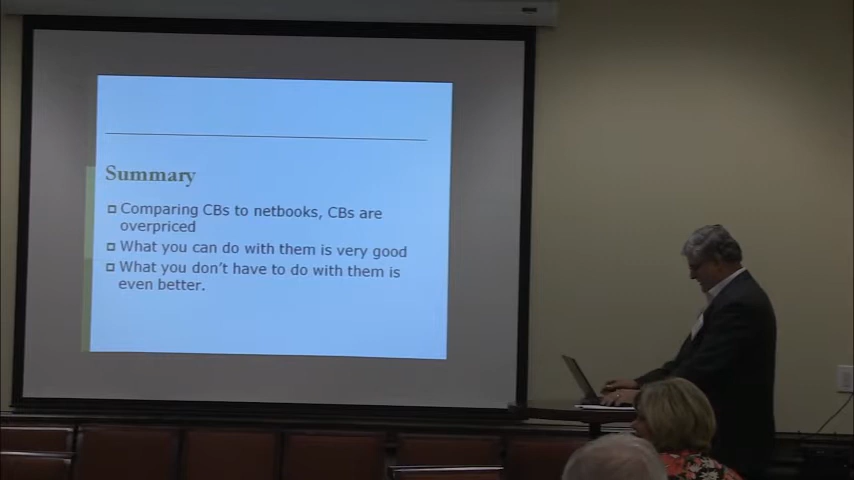 Summary
Comparing CBs to netbooks, CBs are
overpriced
What you can do with them is very good
What you don't have to do with them is
even better.